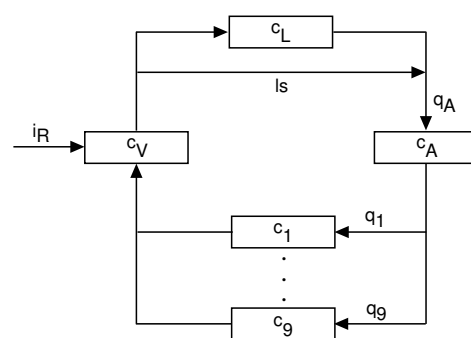 c_L
ls
q_A
i_R
c_V
c_A
c_1
q_1
.
.
.
c_9
q_9